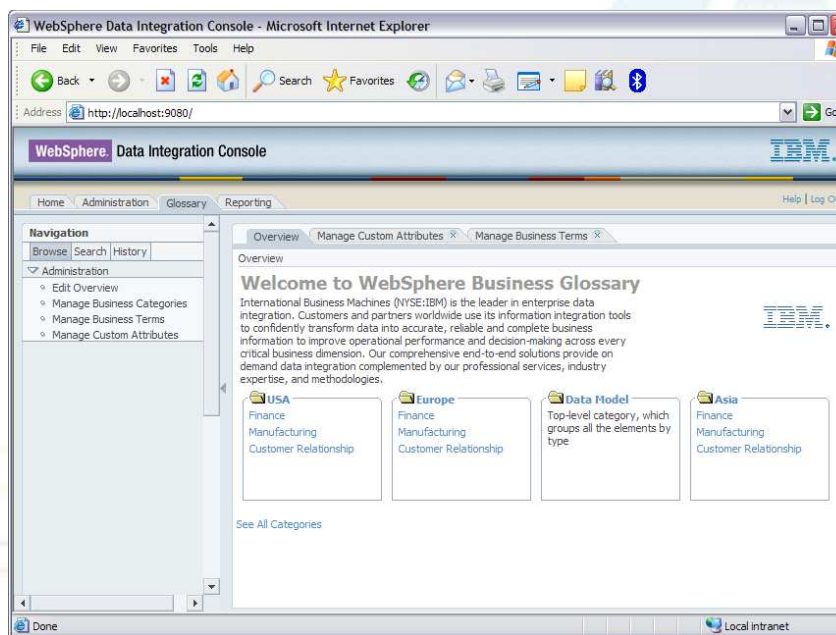 WebSphere Data Integration Console - Microsoft Internet Explorer
File Edit View Favorites Tools Help
Back Search Favorites
Address http://localhost:9080/ Go
WebSphere. Data Integration Console IBM.
Home Administration Glossary Reporting Help | Log O
Navigation
Browse Search History
Administration
Edit Overview
Manage Business Categories
Manage Business Terms
Manage Custom Attributes
Overview Manage Custom Attributes x Manage Business Terms x
Overview
Welcome to WebSphere Business Glossary
International Business Machines (NYSE:IBM) is the leader in enterprise data
integration. Customers and partners worldwide use its information integration tools
to confidently transform data into accurate, reliable and complete business
information to improve operational performance and decision-making across every
critical business dimension. Our comprehensive end-to-end solutions provide on
demand data integration complemented by our professional services, industry
expertise, and methodologies.
IBM.
USA
Finance
Manufacturing
Customer Relationship
Europe
Finance
Manufacturing
Customer Relationship
Data Model
Top-level category, which
groups all the elements by
type
Asia
Finance
Manufacturing
Customer Relationship
See All Categories
Done Local intranet